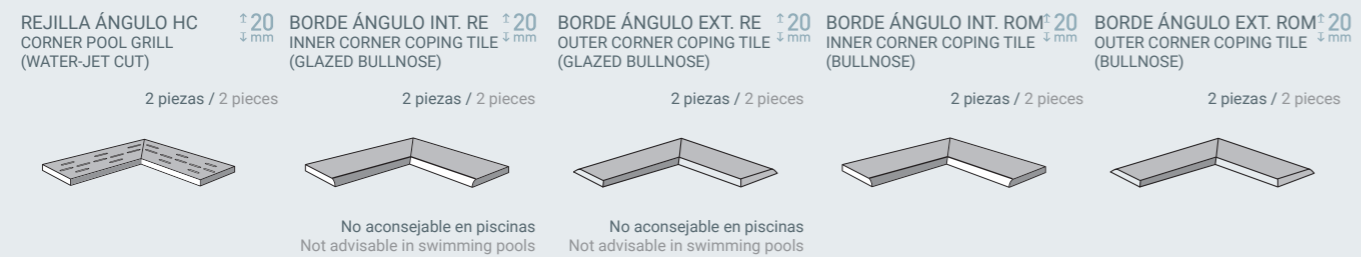 REJILLA ÁNGULO HC
CORNER POOL GRILL
(WATER-JET CUT)
20
mm
2 piezas / 2 pieces
BORDE ÁNGULO INT. RE
INNER CORNER COPING TILE
(GLAZED BULLNOSE)
20
mm
2 piezas / 2 pieces
No aconsejable en piscinas
Not advisable in swimming pools
BORDE ÁNGULO EXT. RE
OUTER CORNER COPING TILE
(GLAZED BULLNOSE)
20
mm
2 piezas / 2 pieces
No aconsejable en piscinas
Not advisable in swimming pools
BORDE ÁNGULO INT. ROM
INNER CORNER COPING TILE
(BULLNOSE)
20
mm
2 piezas / 2 pieces
BORDE ÁNGULO EXT. ROM
OUTER CORNER COPING TILE
(BULLNOSE)
20
mm
2 piezas / 2 pieces